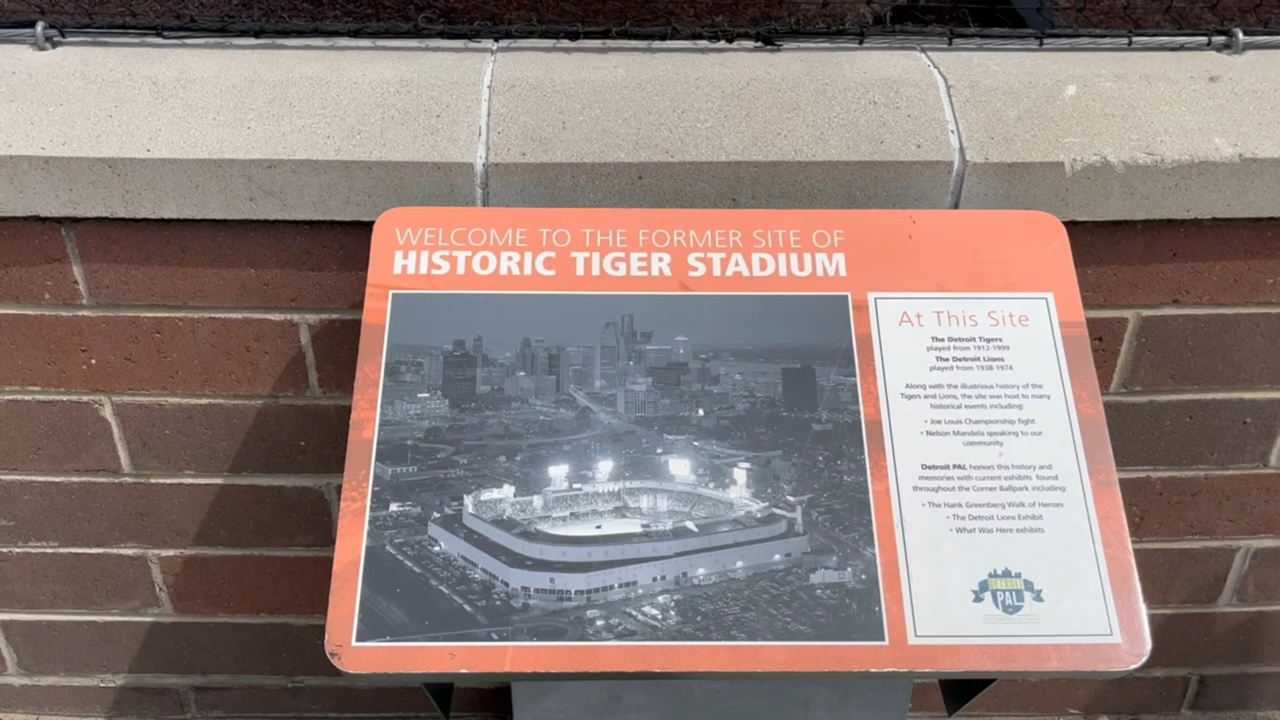 WELCOME TO THE FORMER SITE OF
HISTORIC TIGER STADIUM
At This Site
The Detroit Tigers
played from 1912-1999
The Detroit Lions
played from 1938-1974
Along with the illustrious history of the
Tigers and Lions, the site was host to many
historical events including:
• Joe Louis Championship fight
• Nelson Mandela speaking to our
community
Detroit PAL honors this history and
memories with current exhibits found
throughout the Corner Ballpark including:
• The Hank Greenberg Walk of Heroes
• The Detroit Lions Exhibit
• What Was Here exhibits
DETROIT
PAL